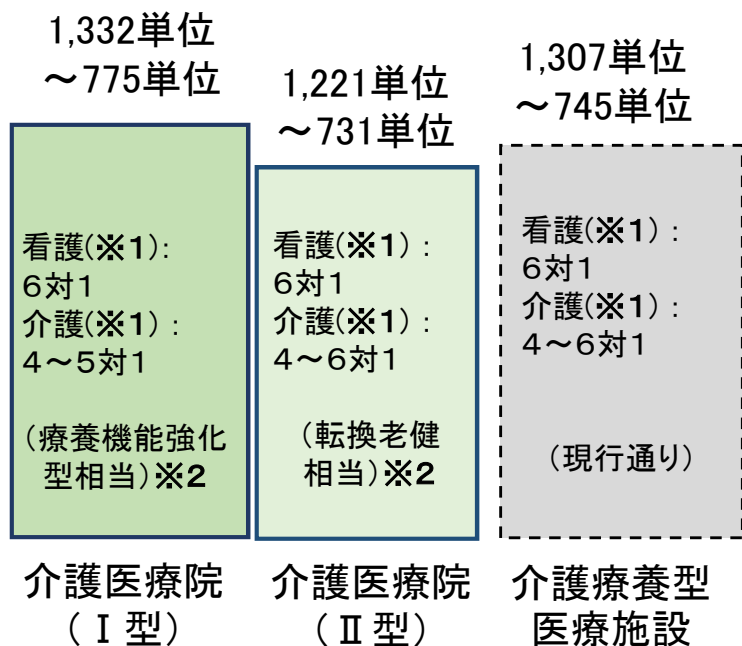 1,332単位
～775単位
看護(※1):
6対1
介護(※1)：
4～5対1
（療養機能強化
型相当）※2
介護医療院
（Ⅰ型）
1,221単位
～731単位
看護(※1)：
6対1
介護(※1)：
4～6対1
（転換老健
相当）※2
介護医療院
（Ⅱ型）
1,307単位
～745単位
看護(※1)：
6対1
介護(※1)：
4～6対1
（現行通り）
介護療養型
医療施設